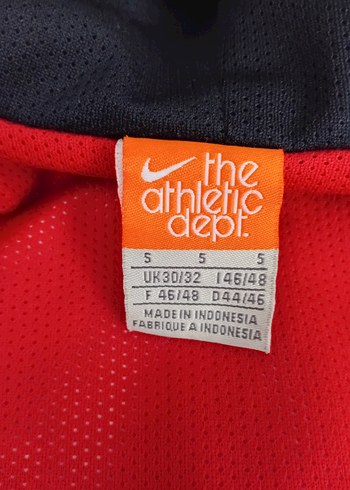 the
athletic
dept.
S S S
UK30/32 I46/48
F 46/48 D44/46
MADE IN INDONESIA
FABRIQUE A INDONESIA